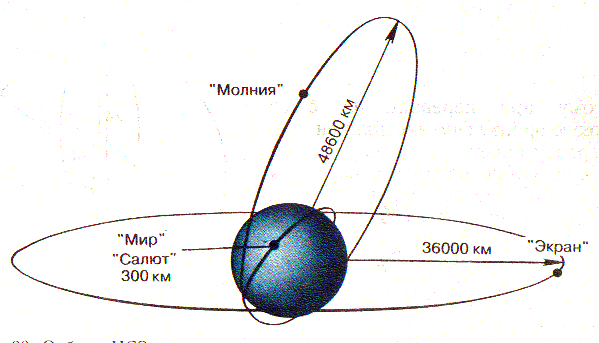 "Молния"
48600 км
"Мир"
"Салют"
300 км
36000 км
"Экран"